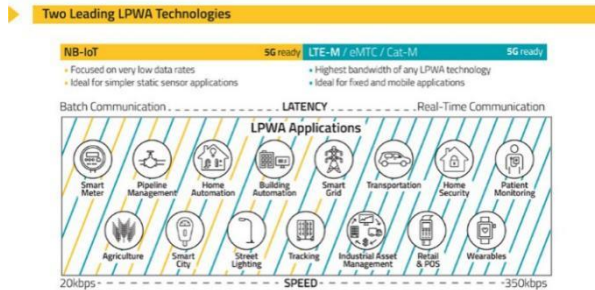 Two Leading LPWA Technologies
NB-IoT 5G ready LTE-M / eMTC / Cat-M 5G ready
• Focused on very low data rates
• Ideal for simpler static sensor applications
• Highest bandwidth of any LPWA technology
• Ideal for fixed and mobile applications
Batch Communication LATENCY Real-Time Communication
LPWA Applications
Smart Meter
Pipeline Management
Home Automation
Building Automation
Smart Grid
Transportation
Home Security
Patient Monitoring
Agriculture
Smart City
Street Lighting
Tracking
Industrial Asset Management
Retail & POS
Wearables
20kbps SPEED 350kbps